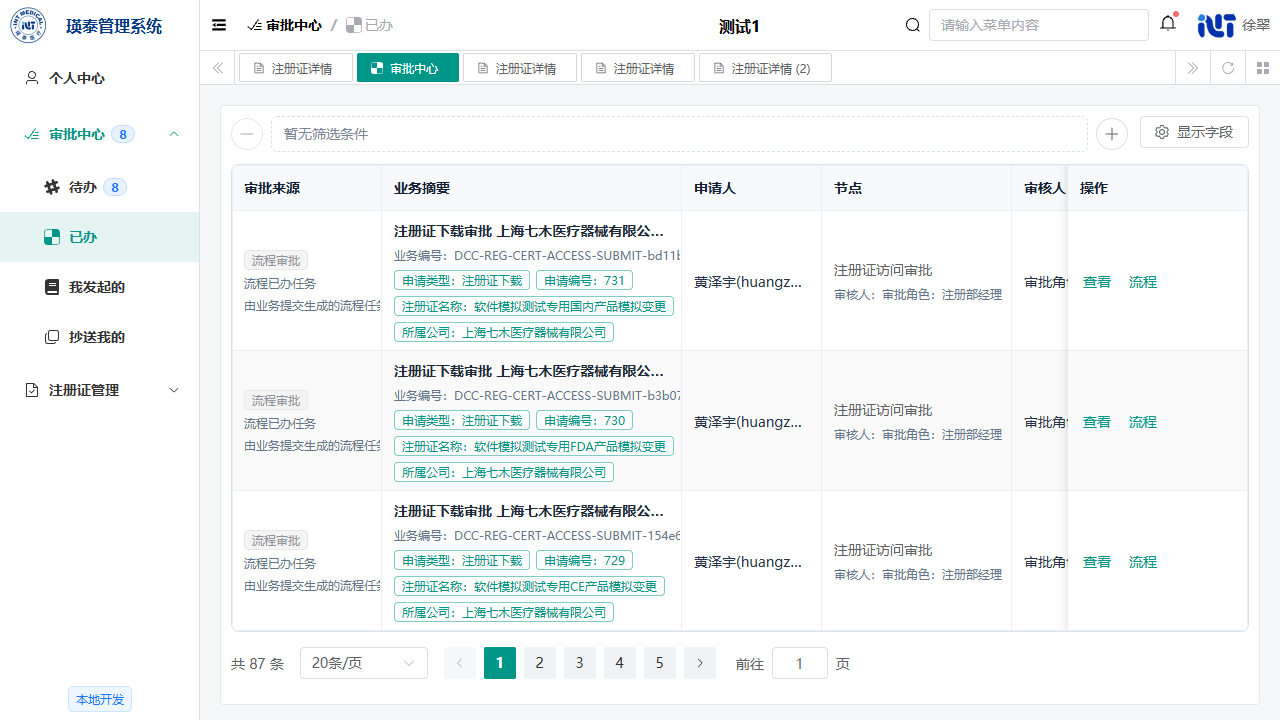 瑛泰管理系统
审批中心 / 已办
测试1
请输入菜单内容
徐翠
个人中心
审批中心 8
待办 8
已办
我发起的
抄送我的
注册证管理
本地开发
注册证详情
审批中心
注册证详情
注册证详情
注册证详情 (2)
暂无筛选条件
显示字段
审批来源 业务摘要 申请人 节点 审核人 操作
流程审批
流程已办任务
由业务提交生成的流程任务
注册证下载审批 上海七木医疗器械有限公...
业务编号：DCC-REG-CERT-ACCESS-SUBMIT-bd11b
申请类型：注册证下载 申请编号：731
注册证名称：软件模拟测试专用国内产品模拟变更
所属公司：上海七木医疗器械有限公司
黄泽宇(huangz...
注册证访问审批
审核人：审批角色：注册部经理
审批角
查看 流程
流程审批
流程已办任务
由业务提交生成的流程任务
注册证下载审批 上海七木医疗器械有限公...
业务编号：DCC-REG-CERT-ACCESS-SUBMIT-b3b07
申请类型：注册证下载 申请编号：730
注册证名称：软件模拟测试专用FDA产品模拟变更
所属公司：上海七木医疗器械有限公司
黄泽宇(huangz...
注册证访问审批
审核人：审批角色：注册部经理
审批角
查看 流程
流程审批
流程已办任务
由业务提交生成的流程任务
注册证下载审批 上海七木医疗器械有限公...
业务编号：DCC-REG-CERT-ACCESS-SUBMIT-154e6
申请类型：注册证下载 申请编号：729
注册证名称：软件模拟测试专用CE产品模拟变更
所属公司：上海七木医疗器械有限公司
黄泽宇(huangz...
注册证访问审批
审核人：审批角色：注册部经理
审批角
查看 流程
共 87 条 20条/页 1 2 3 4 5 前往 1 页